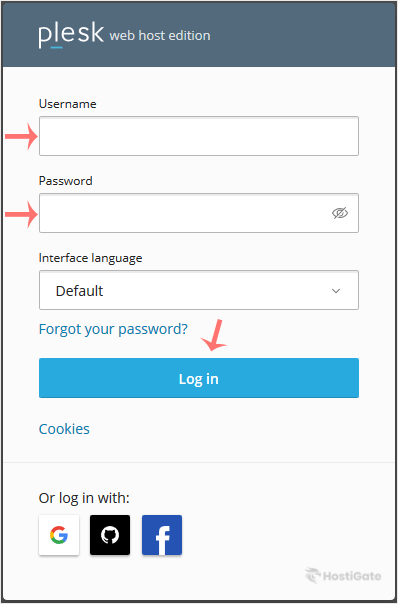 plesk web host edition
Username
Password
Interface language
Default
Forgot your password?
Log in
Cookies
Or log in with:
HostiGate